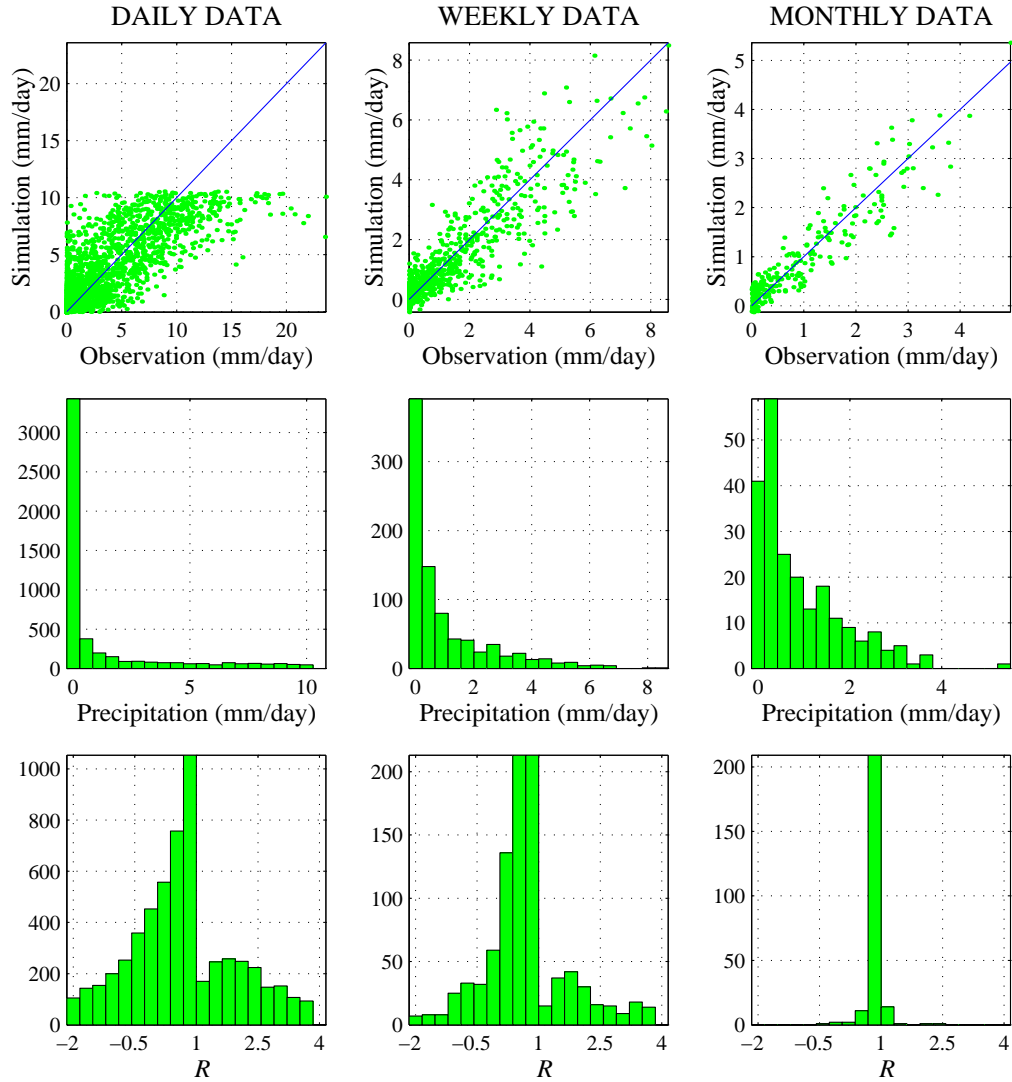 DAILY DATA
WEEKLY DATA
MONTHLY DATA
Simulation (mm/day)
20
15
10
5
0
0 5 10 15 20
Observation (mm/day)
Simulation (mm/day)
8
6
4
2
0
0 2 4 6 8
Observation (mm/day)
Simulation (mm/day)
5
4
3
2
1
0
0 1 2 3 4
Observation (mm/day)
3000
2500
2000
1500
1000
500
0
0 5 10
Precipitation (mm/day)
300
200
100
0
0 2 4 6 8
Precipitation (mm/day)
50
40
30
20
10
0
0 2 4
Precipitation (mm/day)
1000
800
600
400
200
0
−2 −0.5 1 2.5 4
R
200
150
100
50
0
−2 −0.5 1 2.5 4
R
200
150
100
50
0
−2 −0.5 1 2.5 4
R